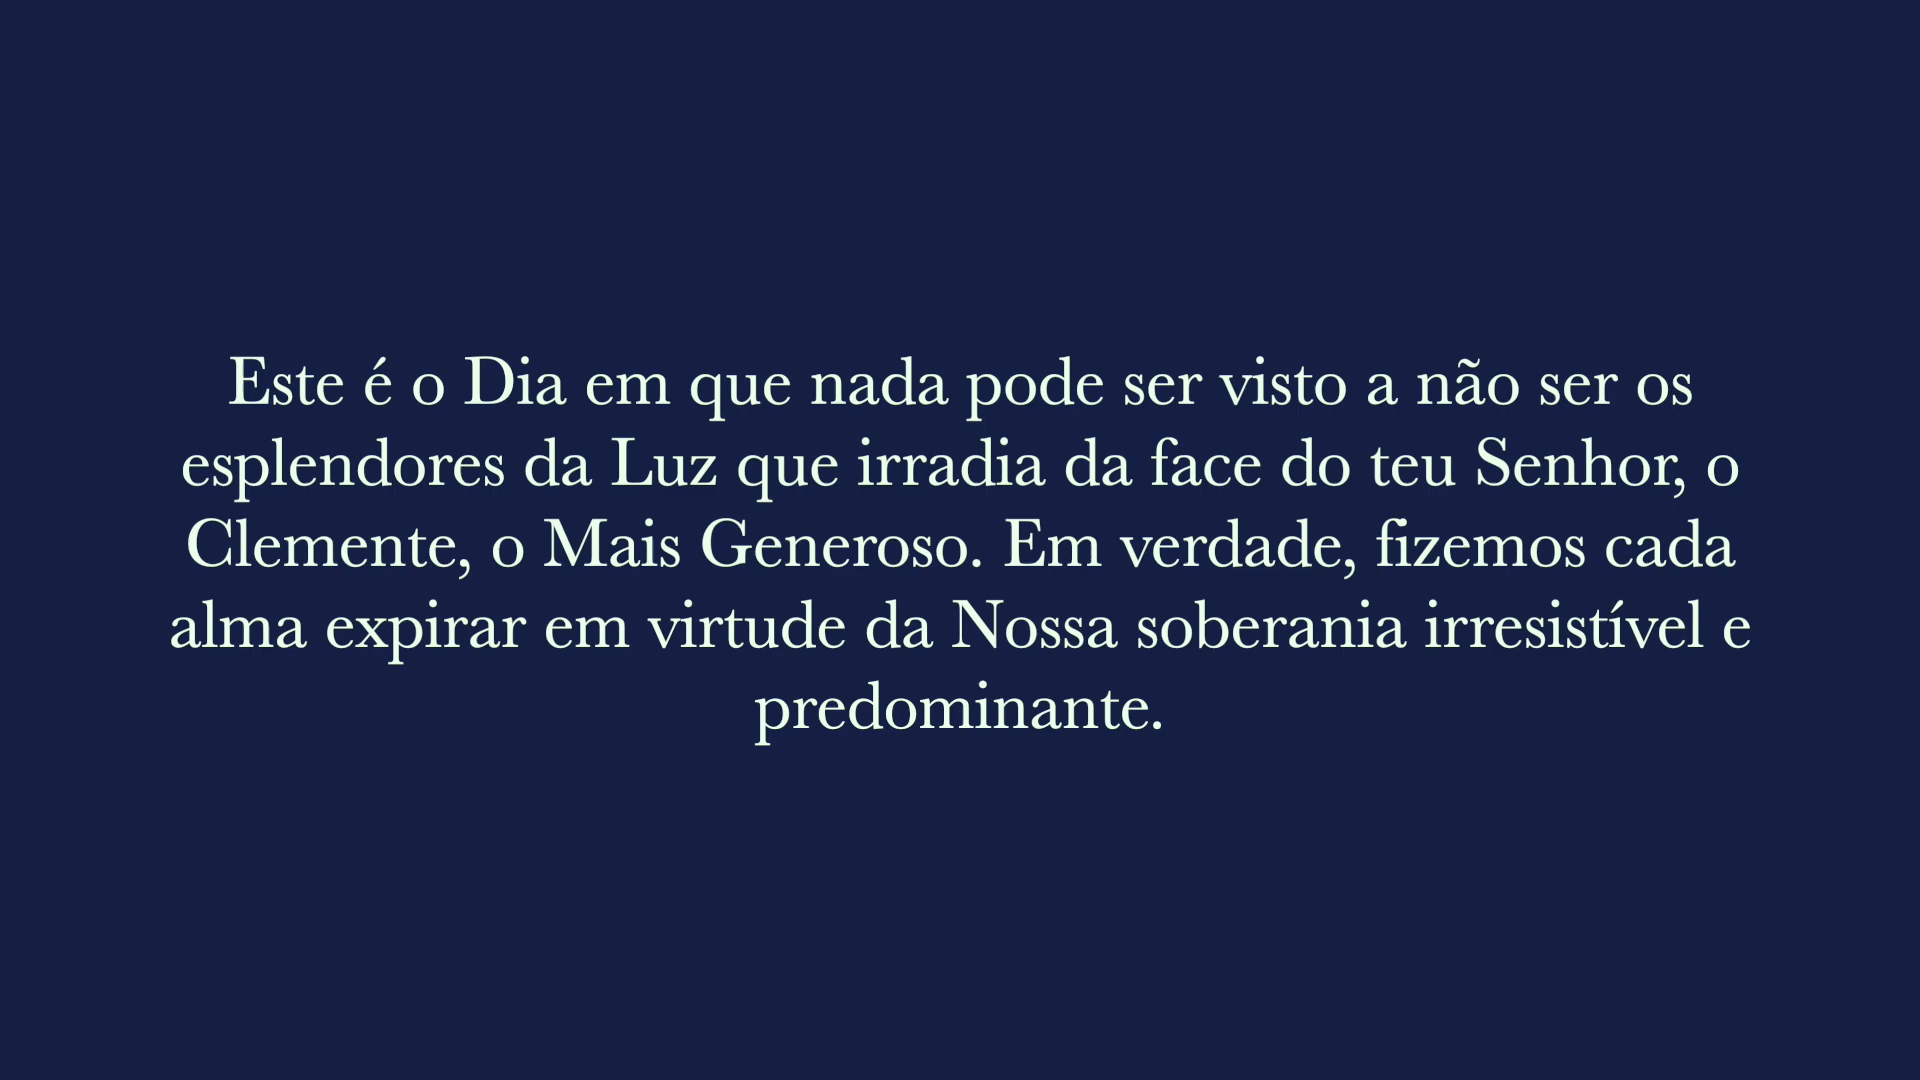 Este é o Dia em que nada pode ser visto a não ser os
esplendores da Luz que irradia da face do teu Senhor, o
Clemente, o Mais Generoso. Em verdade, fizemos cada
alma expirar em virtude da Nossa soberania irresistível e
predominante.